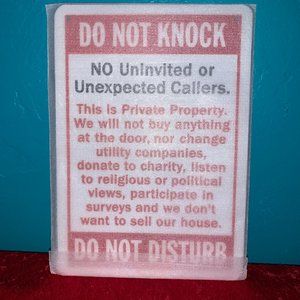 DO NOT KNOCK
NO Uninvited or
Unexpected Callers.
This is Private Property.
We will not buy anything
at the door, nor change
utility companies,
donate to charity, listen
to religious or political
views, participate in
surveys and we don't
want to sell our house.
DO NOT DISTURB